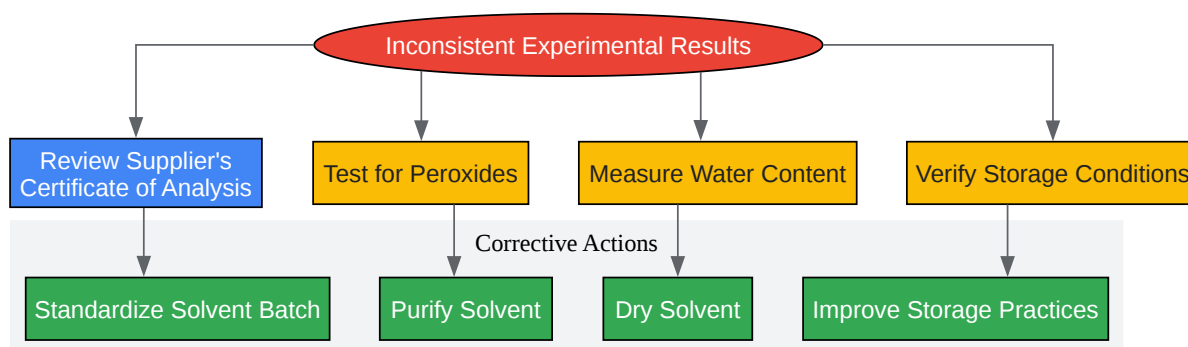 Inconsistent Experimental Results
Review Supplier's
Certificate of Analysis
Test for Peroxides
Measure Water Content
Verify Storage Conditions
Corrective Actions
Standardize Solvent Batch
Purify Solvent
Dry Solvent
Improve Storage Practices